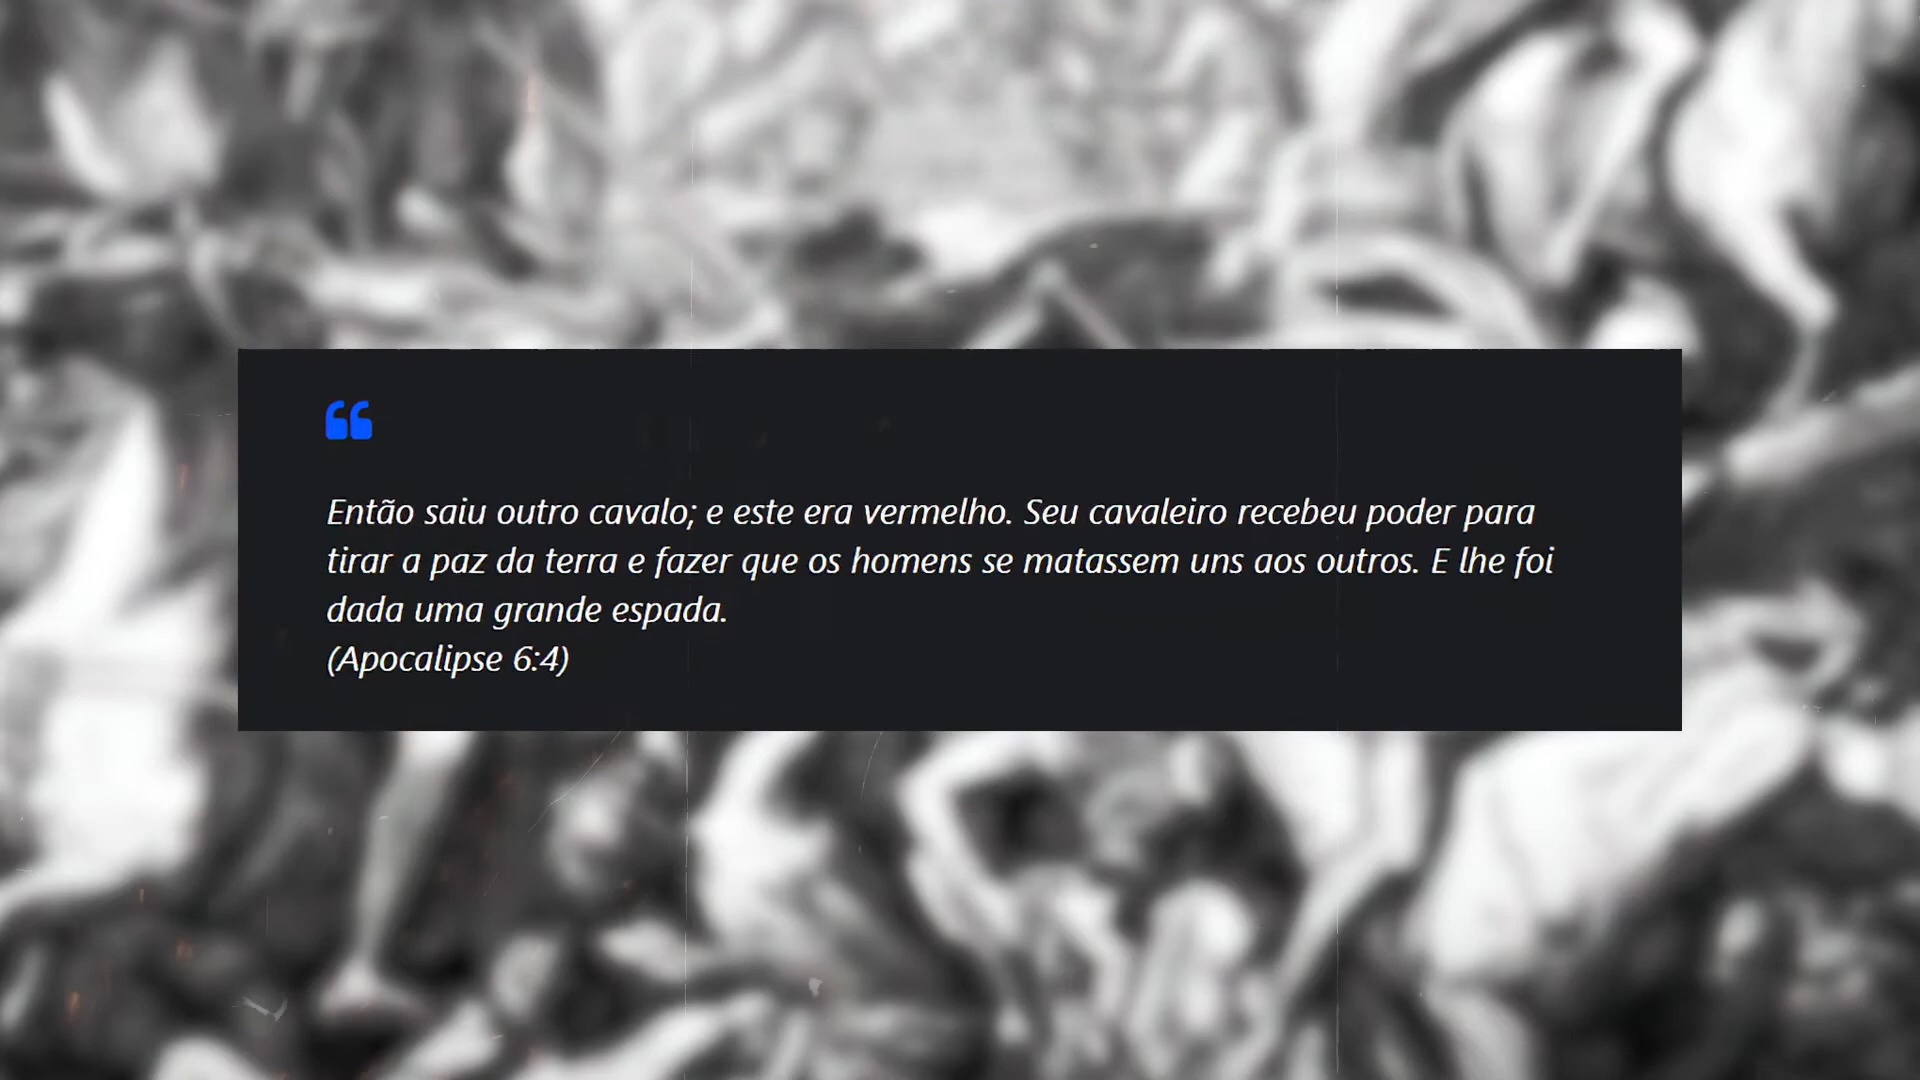 Então saiu outro cavalo; e este era vermelho. Seu cavaleiro recebeu poder para
tirar a paz da terra e fazer que os homens se matassem uns aos outros. E lhe foi
dada uma grande espada.
(Apocalipse 6:4)